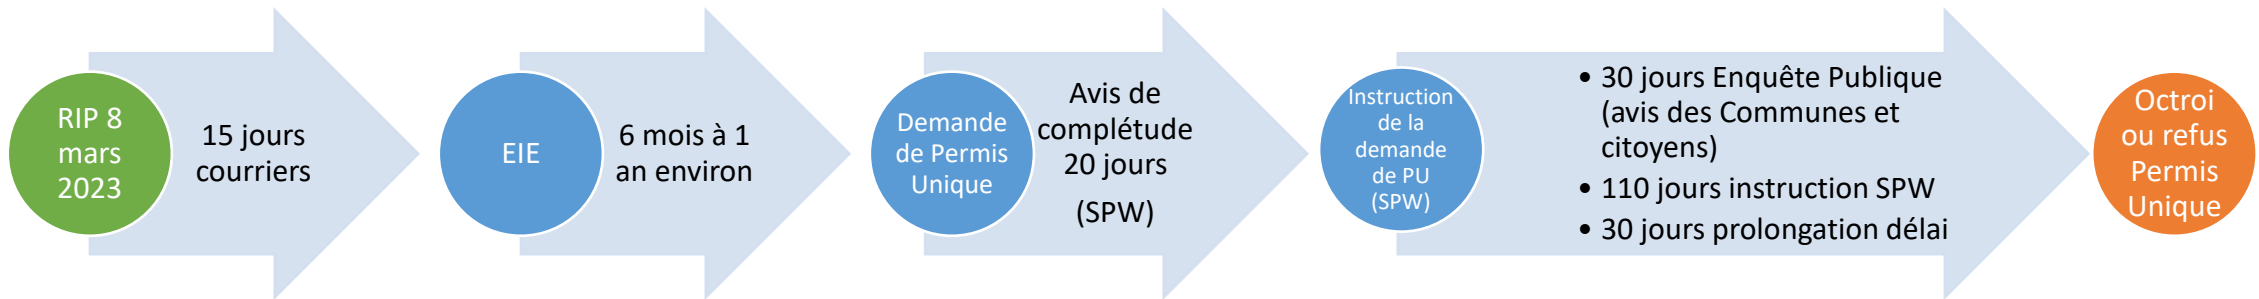 RIP 8
mars
2023
15 jours
courriers
EIE
6 mois à 1
an environ
Demande
de Permis
Unique
Avis de
complétude
20 jours
(SPW)
Instruction
de la
demande
de PU
(SPW)
• 30 jours Enquête Publique
(avis des Communes et
citoyens)
• 110 jours instruction SPW
• 30 jours prolongation délai
Octroi
ou refus
Permis
Unique